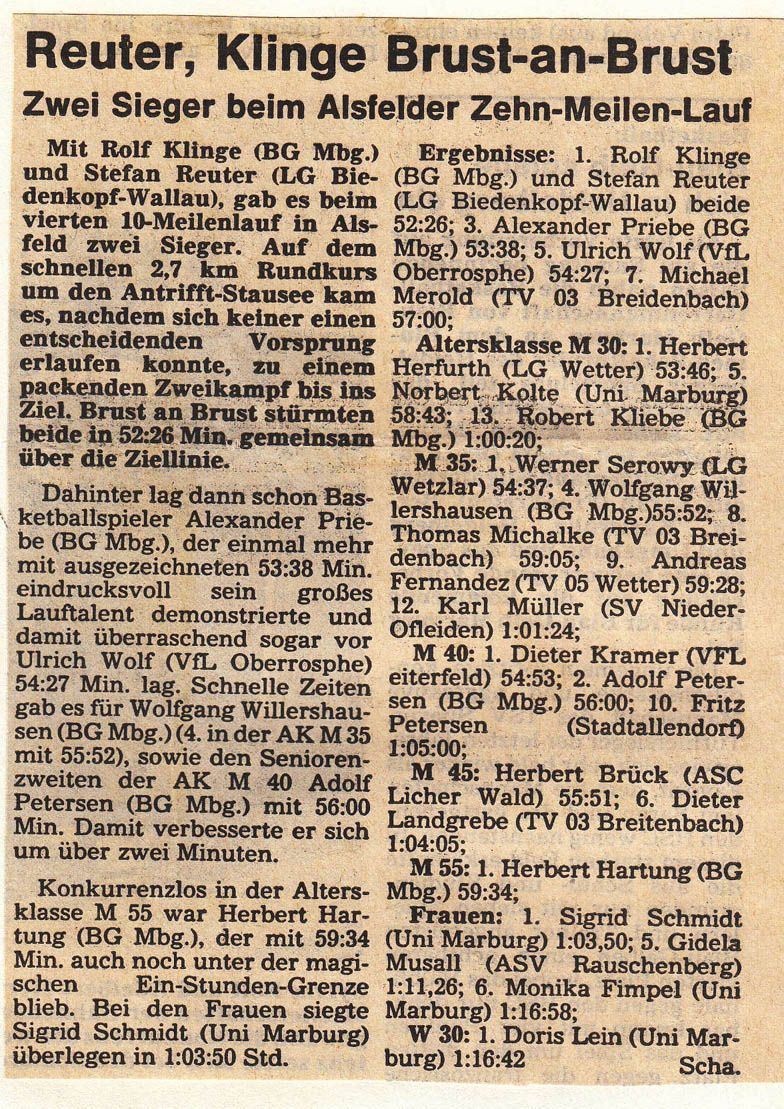 Reuter, Klinge Brust-an-Brust
Zwei Sieger beim Alsfelder Zehn-Meilen-Lauf
Mit Rolf Klinge (BG Mbg.)
und Stefan Reuter (LG Bie-
denkopf-Wallau), gab es beim
vierten 10-Meilenlauf in Als-
feld zwei Sieger. Auf dem
schnellen 2,7 km Rundkurs
um den Antrifft-Stausee kam
es, nachdem sich keiner einen
entscheidenden Vorsprung
erlaufen konnte, zu einem
packenden Zweikampf bis ins
Ziel. Brust an Brust stürmten
beide in 52:26 Min. gemeinsam
über die Ziellinie.
Dahinter lag dann schon Bas-
ketballspieler Alexander Prie-
be (BG Mbg.), der einmal mehr
mit ausgezeichneten 53:38 Min.
eindrucksvoll sein großes
Lauftalent demonstrierte und
damit überraschend sogar vor
Ulrich Wolf (VfL Oberrosphe)
54:27 Min. lag. Schnelle Zeiten
gab es für Wolfgang Willershau-
sen (BG Mbg.) (4. in der AK M 35
mit 55:52), sowie den Senioren-
zweiten der AK M 40 Adolf
Petersen (BG Mbg.) mit 56:00
Min. Damit verbesserte er sich
um über zwei Minuten.
Konkurrenzlos in der Alters-
klasse M 55 war Herbert Har-
tung (BG Mbg.), der mit 59:34
Min. auch noch unter der magi-
schen Ein-Stunden-Grenze
blieb. Bei den Frauen siegte
Sigrid Schmidt (Uni Marburg)
überlegen in 1:03:50 Std.
Ergebnisse: 1. Rolf Klinge
(BG Mbg.) und Stefan Reuter
(LG Biedenkopf-Wallau) beide
52:26; 3. Alexander Priebe (BG
Mbg.) 53:38; 5. Ulrich Wolf (VfL
Oberrosphe) 54:27; 7. Michael
Merold (TV 03 Breidenbach)
57:00;
Altersklasse M 30: 1. Herbert
Herfurth (LG Wetter) 53:46; 5.
Norbert Kolte (Uni Marburg)
58:43; 13. Robert Kliebe (BG
Mbg.) 1:00:20;
M 35: 1. Werner Serowy (LG
Wetzlar) 54:37; 4. Wolfgang Wil-
lershausen (BG Mbg.)55:52; 8.
Thomas Michalke (TV 03 Brei-
denbach) 59:05; 9. Andreas
Fernandez (TV 05 Wetter) 59:28;
12. Karl Müller (SV Nieder-
Ofleiden) 1:01:24;
M 40: 1. Dieter Kramer (VFL
eiterfeld) 54:53; 2. Adolf Peter-
sen (BG Mbg.) 56:00; 10. Fritz
Petersen (Stadtallendorf)
1:05:00;
M 45: Herbert Brück (ASC
Licher Wald) 55:51; 6. Dieter
Landgrebe (TV 03 Breitenbach)
1:04:05;
M 55: 1. Herbert Hartung (BG
Mbg.) 59:34;
Frauen: 1. Sigrid Schmidt
(Uni Marburg) 1:03,50; 5. Gidela
Musall (ASV Rauschenberg)
1:11,26; 6. Monika Fimpel (Uni
Marburg) 1:16:58;
W 30: 1. Doris Lein (Uni Mar-
burg) 1:16:42 Scha.